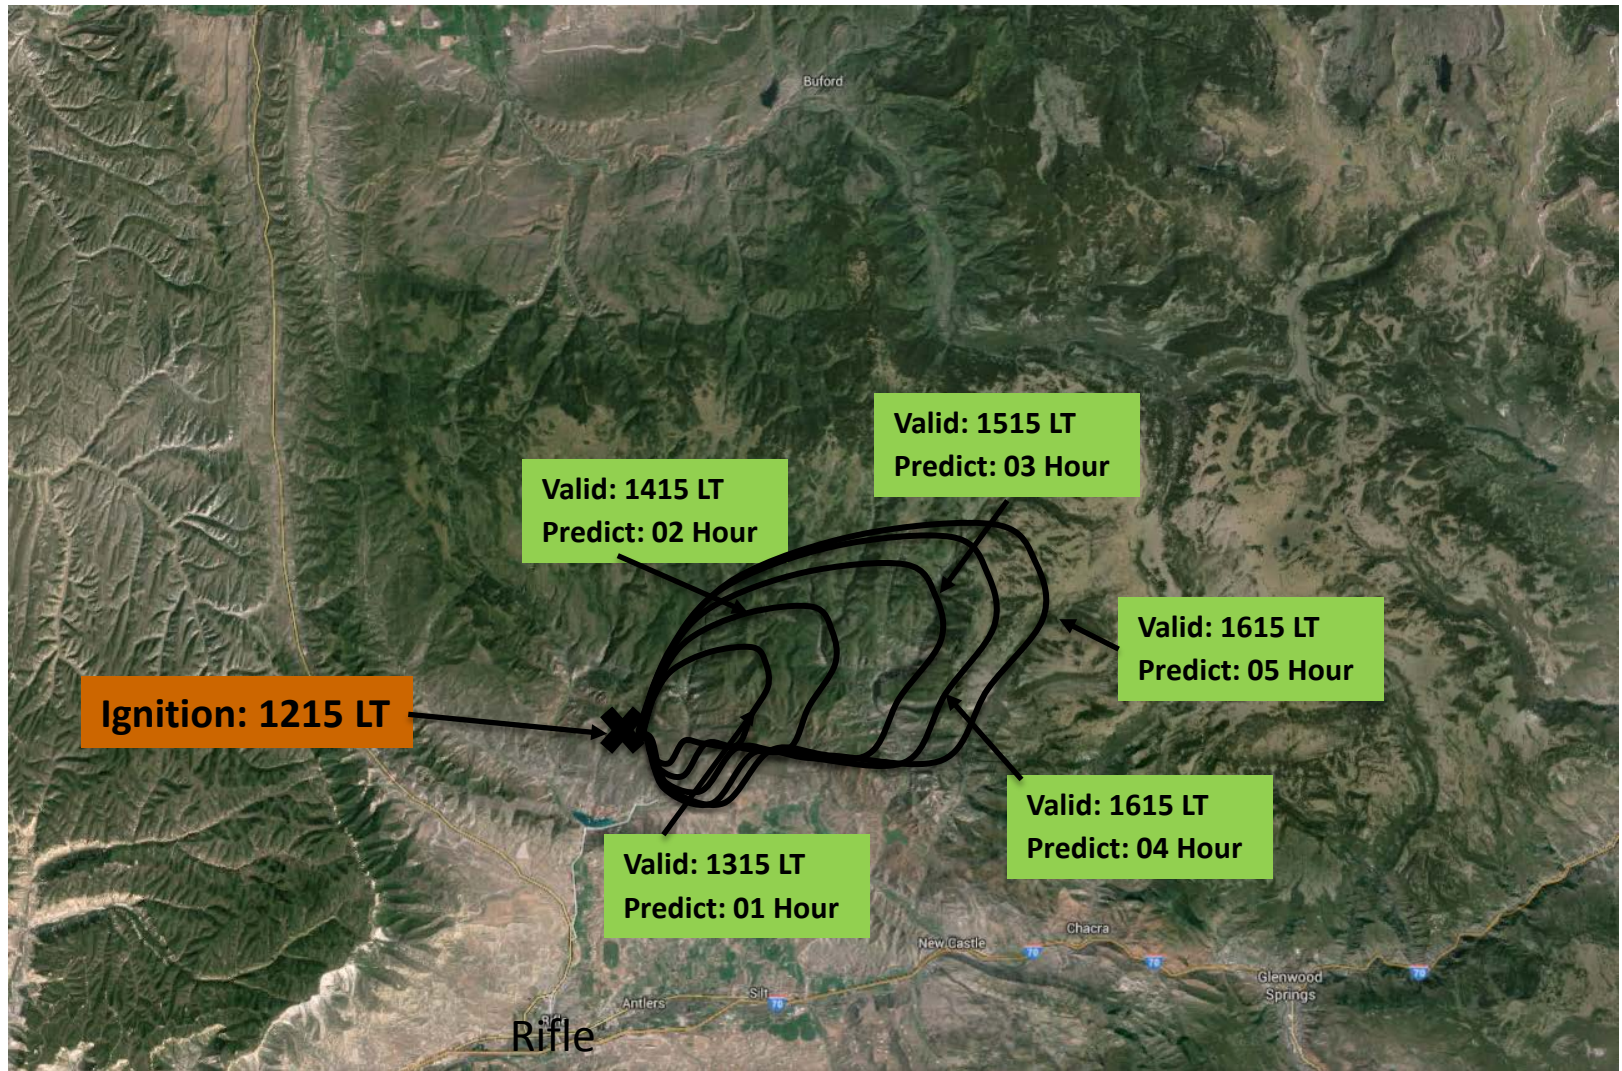 Buford
Valid: 1515 LT
Predict: 03 Hour
Valid: 1415 LT
Predict: 02 Hour
Valid: 1615 LT
Predict: 05 Hour
Ignition: 1215 LT
Valid: 1615 LT
Predict: 04 Hour
Valid: 1315 LT
Predict: 01 Hour
Chacra
New Castle
70
70
70
Glenwood
Springs
Silt
70
Antlers
Rifle
Rifle